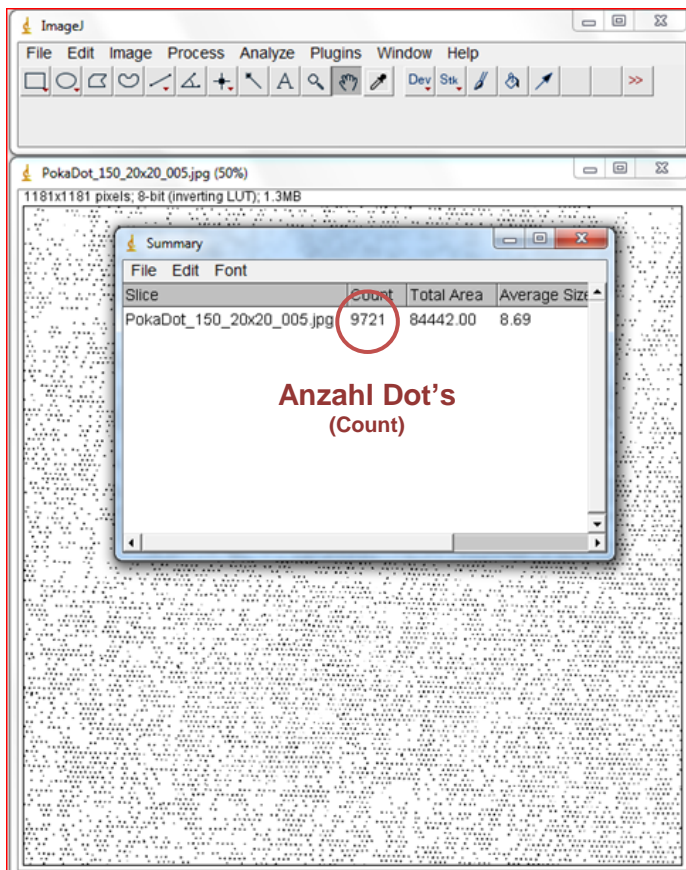 ImageJ
File Edit Image Process Analyze Plugins Window Help
A Dev Stk >>
PokaDot_150_20x20_005.jpg (50%)
1181x1181 pixels; 8-bit (inverting LUT); 1.3MB
Summary
File Edit Font
Slice Count Total Area Average Size
PokaDot_150_20x20_005.jpg 9721 84442.00 8.69
Anzahl Dot's
(Count)